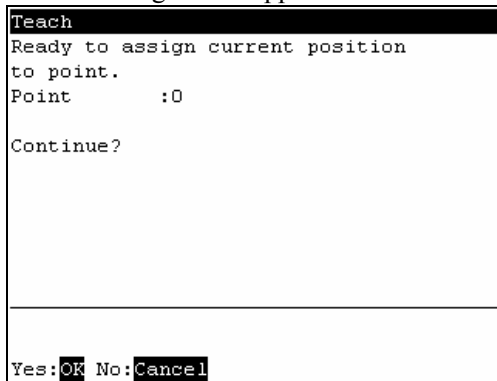 Teach
Ready to assign current position
to point.
Point :0
Continue?
Yes:OK No:Cancel